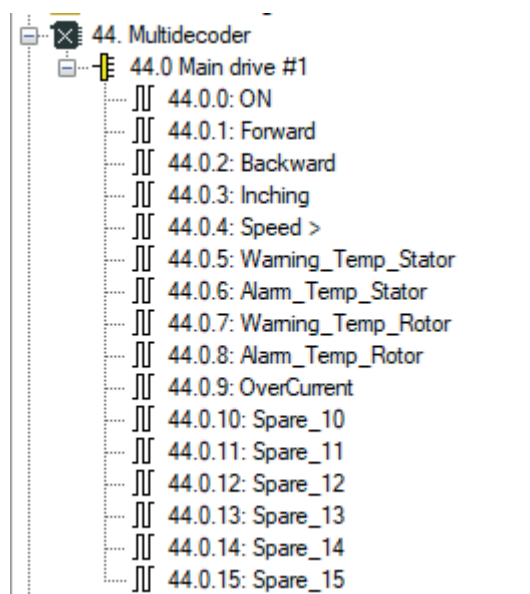 44. Multidecoder
44.0 Main drive #1
44.0.0: ON
44.0.1: Forward
44.0.2: Backward
44.0.3: Inching
44.0.4: Speed >
44.0.5: Warning_Temp_Stator
44.0.6: Alarm_Temp_Stator
44.0.7: Warning_Temp_Rotor
44.0.8: Alarm_Temp_Rotor
44.0.9: OverCurrent
44.0.10: Spare_10
44.0.11: Spare_11
44.0.12: Spare_12
44.0.13: Spare_13
44.0.14: Spare_14
44.0.15: Spare_15